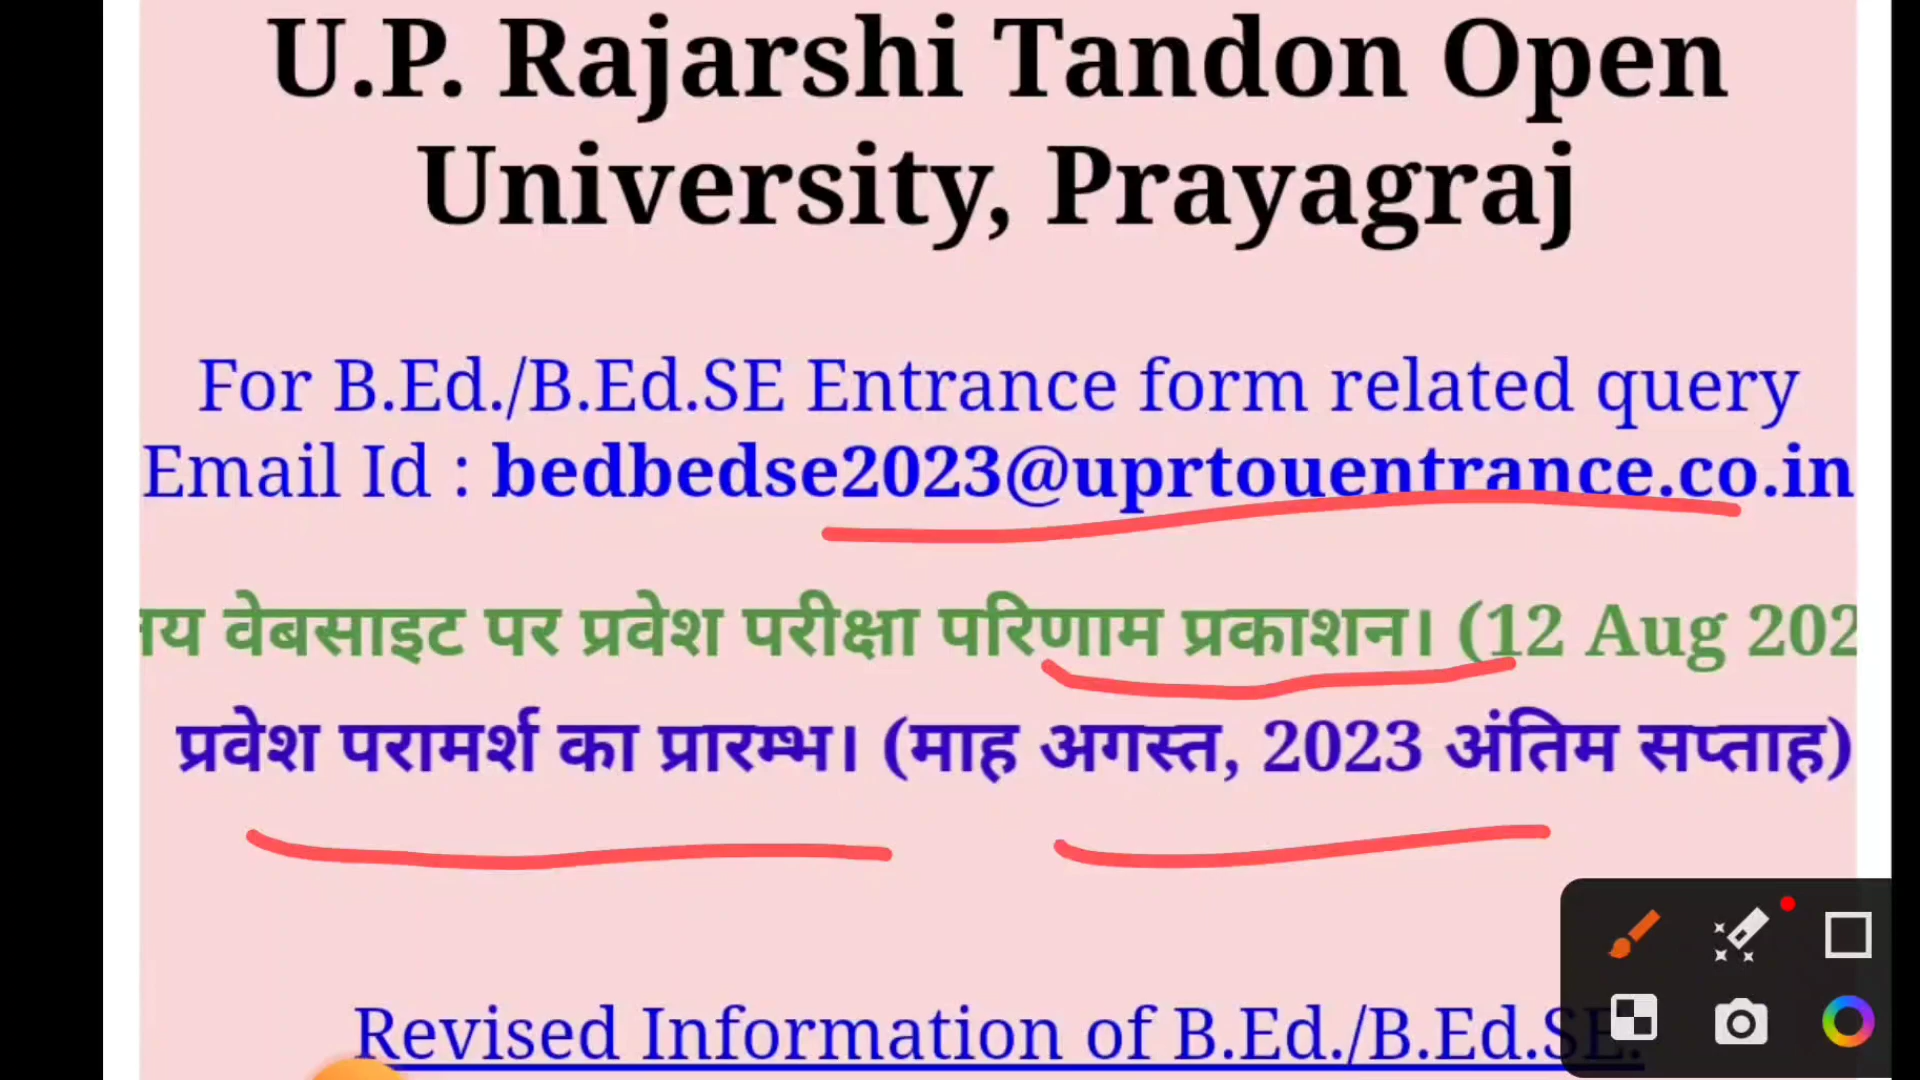 U.P. Rajarshi Tandon Open
University, Prayagraj
For B.Ed./B.Ed.SE Entrance form related query
Email Id : bedbedse2023@uprtouentrance.co.in
वेबसाइट पर प्रवेश परीक्षा परिणाम प्रकाशन। (12 Aug 202
प्रवेश परामर्श का प्रारम्भ। (माह अगस्त, 2023 अंतिम सप्ताह)
Revised Information of B.Ed./B.Ed.SE.